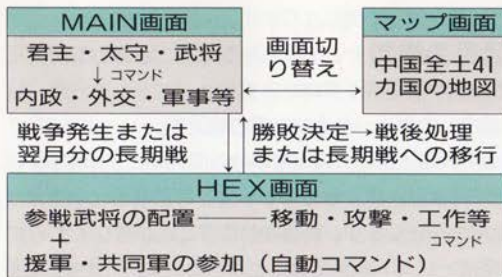 MAIN画面
君主・太守・武将
↓コマンド
内政・外交・軍事等
画面切
り替え
マップ画面
中国全土41
カ国の地図
戦争発生または
翌月分の長期戦
勝敗決定→戦後処理
または長期戦への移行
HEX画面
参戦武将の配置――移動・攻撃・工作等
コマンド
＋
援軍・共同軍の参加（自動コマンド）